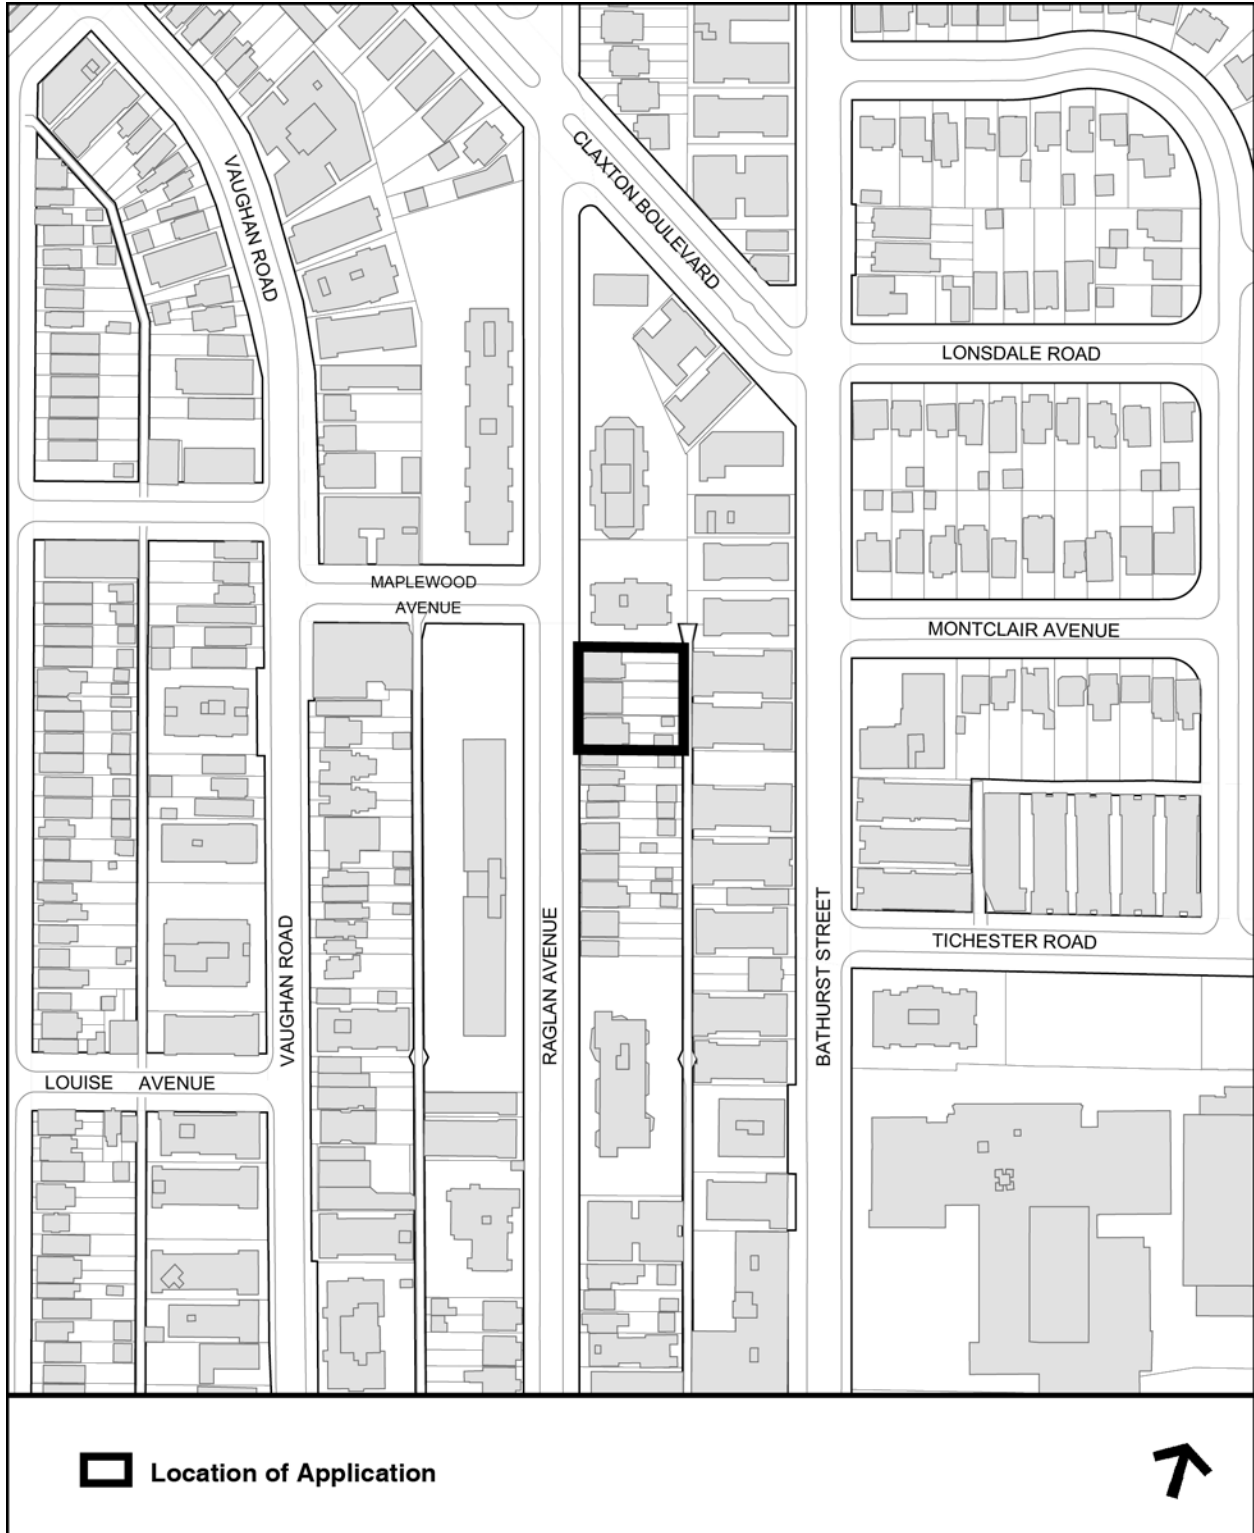 CLAXTON BOULEVARD
VAUGHAN ROAD
LONSDALE ROAD
MAPLEWOOD
AVENUE
MONTCLAIR AVENUE
VAUGHAN ROAD
RAGLAN AVENUE
BATHURST STREET
TICHESTER ROAD
LOUISE AVENUE
Location of Application